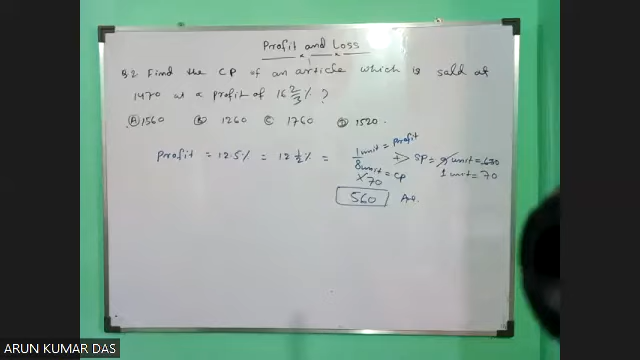 Profit and Loss
Q.2 Find the CP of an article which is sold at
1470 at a profit of 16 2/3 % ?
(A) 1560 (B) 1260 (C) 1760 (D) 1520.
Profit = 12.5% = 12 1/2 % = 1 unit = Profit
8 unit = CP
SP = 9 unit = 630
1 unit = 70
×70
560 Ans.
ARUN KUMAR DAS